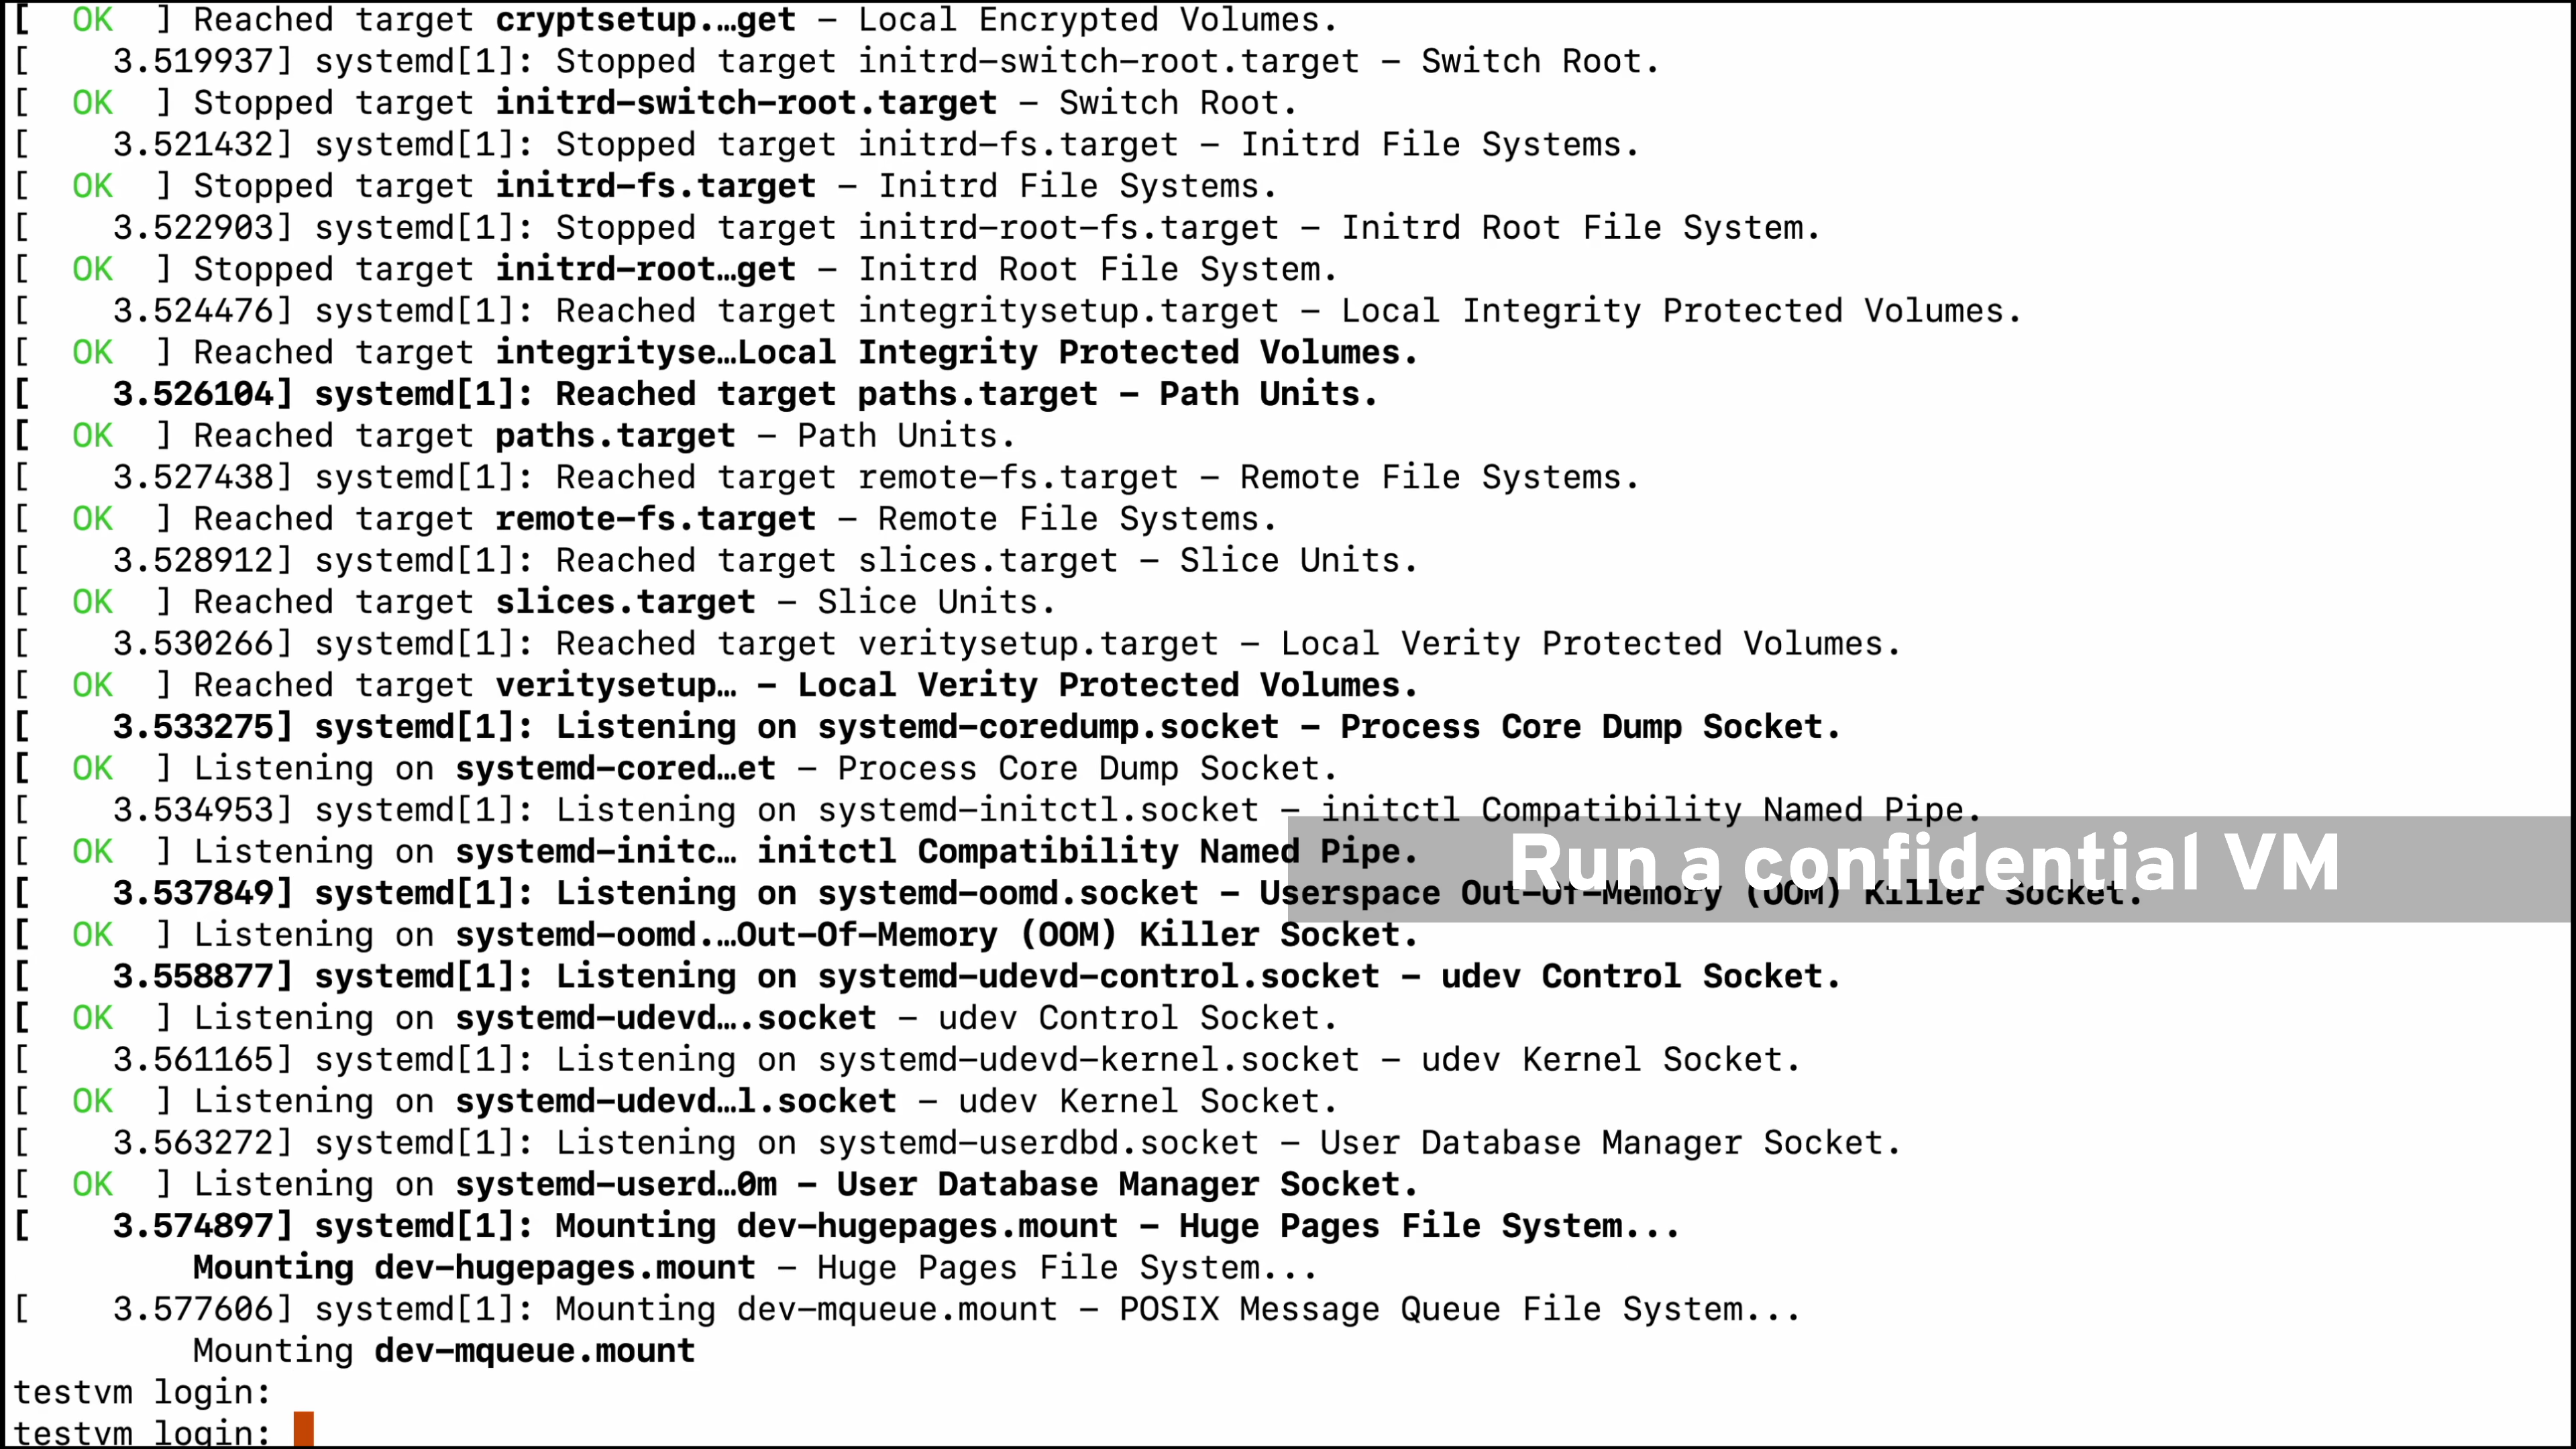 [  OK  ] Reached target cryptsetup.…get – Local Encrypted Volumes.
[    3.519937] systemd[1]: Stopped target initrd-switch-root.target – Switch Root.
[  OK  ] Stopped target initrd-switch-root.target – Switch Root.
[    3.521432] systemd[1]: Stopped target initrd-fs.target – Initrd File Systems.
[  OK  ] Stopped target initrd-fs.target – Initrd File Systems.
[    3.522903] systemd[1]: Stopped target initrd-root-fs.target – Initrd Root File System.
[  OK  ] Stopped target initrd-root…get – Initrd Root File System.
[    3.524476] systemd[1]: Reached target integritysetup.target – Local Integrity Protected Volumes.
[  OK  ] Reached target integrityse…Local Integrity Protected Volumes.
[    3.526104] systemd[1]: Reached target paths.target – Path Units.
[  OK  ] Reached target paths.target – Path Units.
[    3.527438] systemd[1]: Reached target remote-fs.target – Remote File Systems.
[  OK  ] Reached target remote-fs.target – Remote File Systems.
[    3.528912] systemd[1]: Reached target slices.target – Slice Units.
[  OK  ] Reached target slices.target – Slice Units.
[    3.530266] systemd[1]: Reached target veritysetup.target – Local Verity Protected Volumes.
[  OK  ] Reached target veritysetup… – Local Verity Protected Volumes.
[    3.533275] systemd[1]: Listening on systemd-coredump.socket – Process Core Dump Socket.
[  OK  ] Listening on systemd-cored…et – Process Core Dump Socket.
[    3.534953] systemd[1]: Listening on systemd-initctl.socket – initctl Compatibility Named Pipe.
[  OK  ] Listening on systemd-initc… initctl Compatibility Named Pipe.
Run a confidential VM
[    3.537849] systemd[1]: Listening on systemd-oomd.socket – Userspace Out-Of-Memory (OOM) Killer Socket.
[  OK  ] Listening on systemd-oomd.…Out-Of-Memory (OOM) Killer Socket.
[    3.558877] systemd[1]: Listening on systemd-udevd-control.socket – udev Control Socket.
[  OK  ] Listening on systemd-udevd….socket – udev Control Socket.
[    3.561165] systemd[1]: Listening on systemd-udevd-kernel.socket – udev Kernel Socket.
[  OK  ] Listening on systemd-udevd…l.socket – udev Kernel Socket.
[    3.563272] systemd[1]: Listening on systemd-userdbd.socket – User Database Manager Socket.
[  OK  ] Listening on systemd-userd…0m – User Database Manager Socket.
[    3.574897] systemd[1]: Mounting dev-hugepages.mount – Huge Pages File System...
Mounting dev-hugepages.mount – Huge Pages File System...
[    3.577606] systemd[1]: Mounting dev-mqueue.mount – POSIX Message Queue File System...
Mounting dev-mqueue.mount
testvm login:
testvm login: